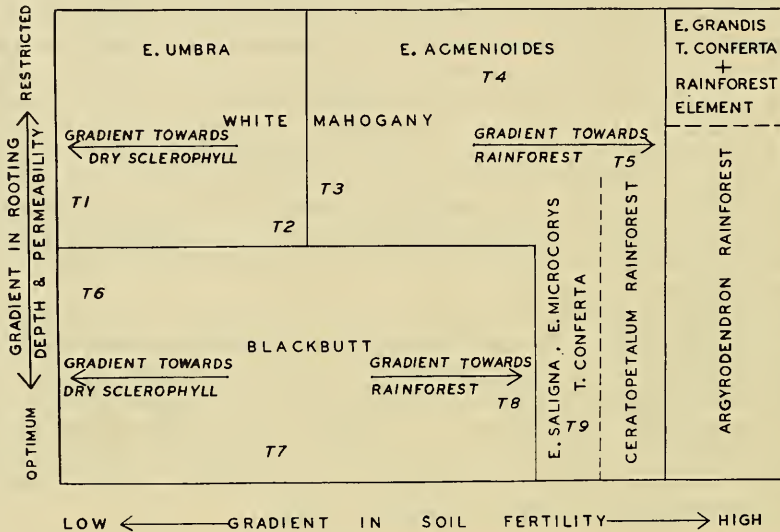 E. UMBRA
E. ACMENIOIDES
T4
E. GRANDIS
T. CONFERTA
+
RAINFOREST
ELEMENT
WHITE MAHOGANY
GRADIENT TOWARDS
DRY SCLEROPHYLL
GRADIENT TOWARDS
RAINFOREST
T5
T1
T2
T3
T6
BLACKBUTT
GRADIENT TOWARDS
DRY SCLEROPHYLL
GRADIENT TOWARDS
RAINFOREST
T8
T7
E. SALIGNA, E. MICROCORYS
T. CONFERTA
T9
CERATOPETALUM RAINFOREST
ARGYRODENDRON RAINFOREST
RESTRICTED
GRADIENT IN ROOTING
DEPTH & PERMEABILITY
OPTIMUM
LOW GRADIENT IN SOIL FERTILITY HIGH